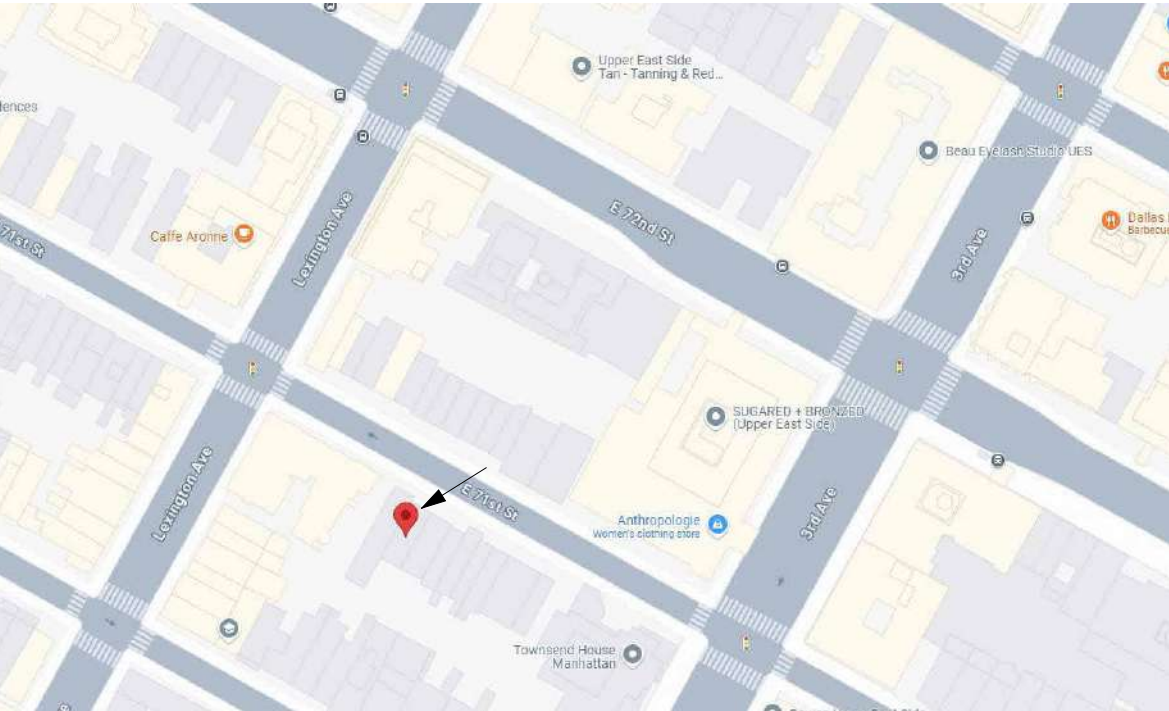 Upper East Side
Tan - Tanning & Red...
Beau Eyelash Studio UES
Caffe Aronne
E 72nd St
Dallas
Barbecue
71st St
Lexington Ave
3rd Ave
SUGARED + BRONZED
(Upper East Side)
Lexington Ave
E 71st St
Anthropologie
Women's clothing store
3rd Ave
Townsend House
Manhattan